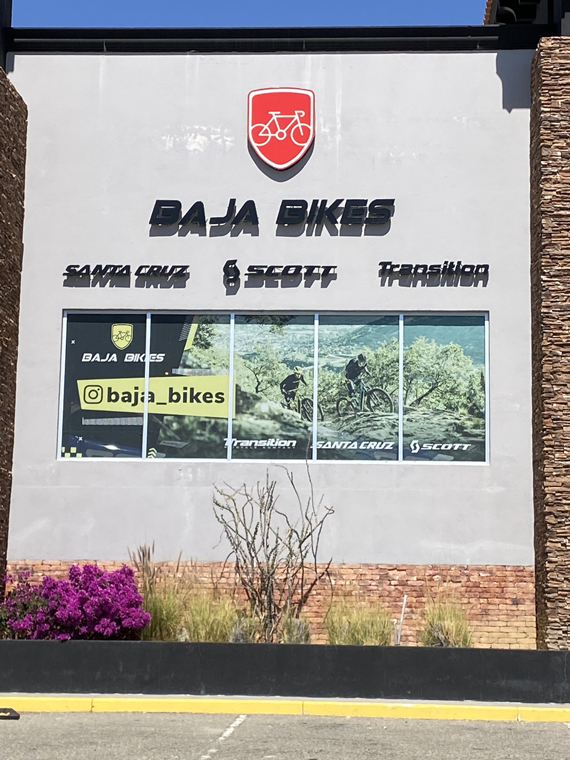 BAJA BIKES
SANTA CRUZ SCOTT Transition
BAJA BIKES
baja_bikes
Transition SANTA CRUZ SCOTT